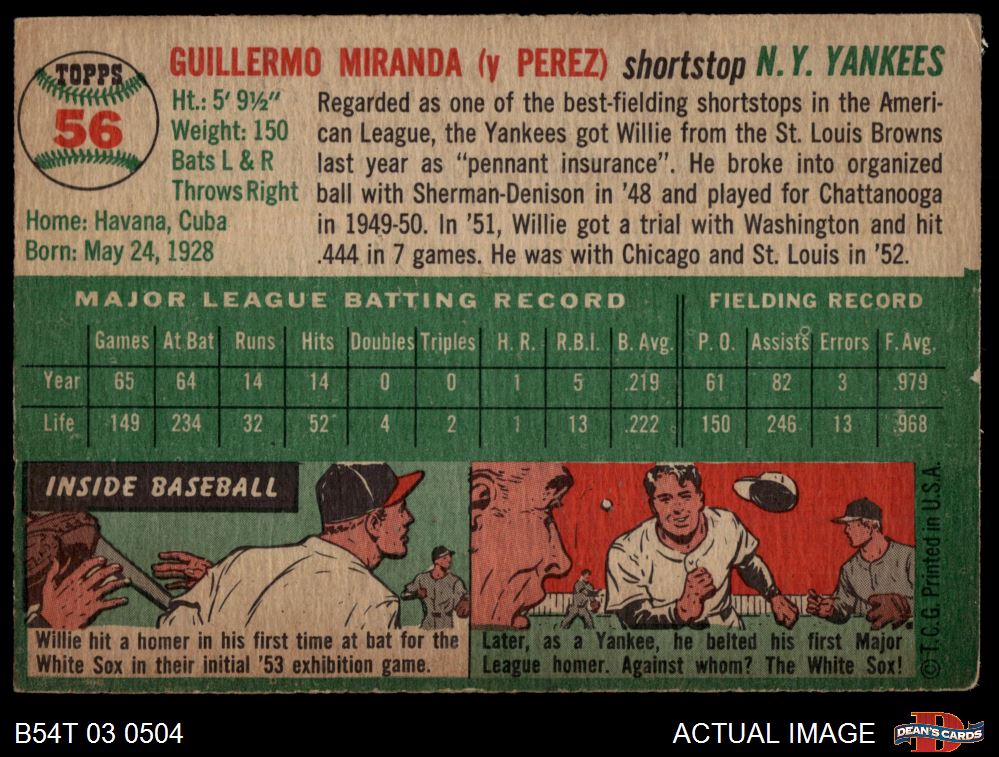 TOPPS
56
GUILLERMO MIRANDA (y PEREZ) shortstop N.Y. YANKEES
Ht.: 5' 9½"
Weight: 150
Bats L & R
Throws Right
Home: Havana, Cuba
Born: May 24, 1928
Regarded as one of the best-fielding shortstops in the Ameri-
can League, the Yankees got Willie from the St. Louis Browns
last year as "pennant insurance". He broke into organized
ball with Sherman-Denison in '48 and played for Chattanooga
in 1949-50. In '51, Willie got a trial with Washington and hit
.444 in 7 games. He was with Chicago and St. Louis in '52.
MAJOR LEAGUE BATTING RECORD FIELDING RECORD
Games At Bat Runs Hits Doubles Triples H. R. R.B.I. B. Avg. P. O. Assists Errors F. Avg.
Year 65 64 14 14 0 0 1 5 .219 61 82 3 .979
Life 149 234 32 52 4 2 1 13 .222 150 246 13 .968
INSIDE BASEBALL
Willie hit a homer in his first time at bat for the
White Sox in their initial '53 exhibition game.
Later, as a Yankee, he belted his first Major
League homer. Against whom? The White Sox!
© T.C.G. Printed in U.S.A.
B54T 03 0504
ACTUAL IMAGE
D
DEAN'S CARDS